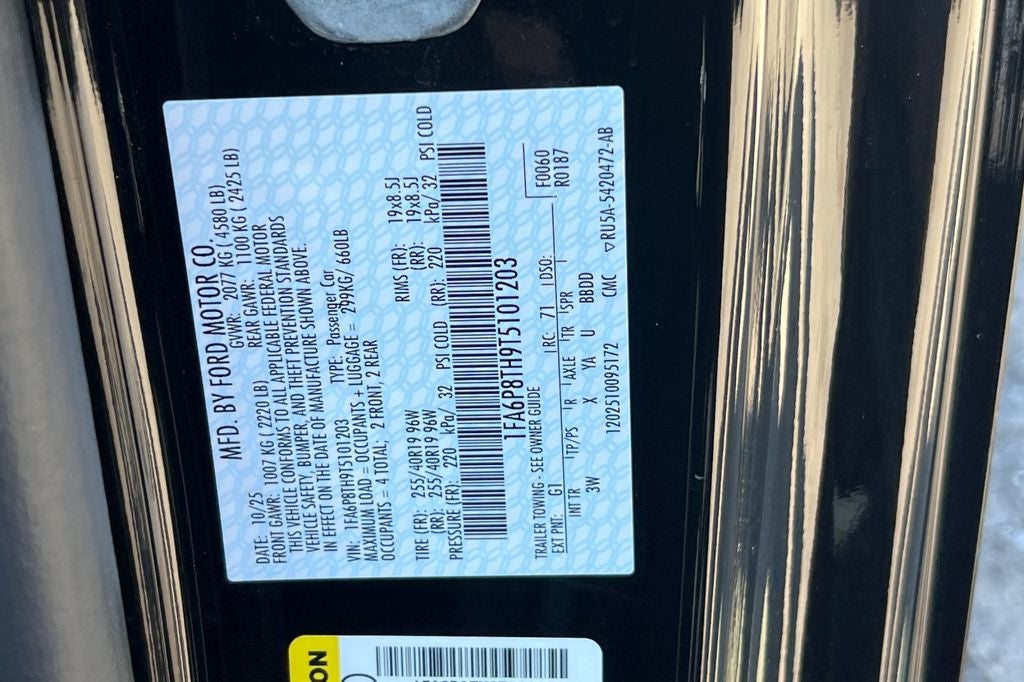 MFD. BY FORD MOTOR CO.
DATE: 10/25 GVWR: 2077 KG ( 4580 LB)
FRONT GAWR: 1007 KG ( 2220 LB) REAR GAWR: 1100 KG ( 2425 LB)
THIS VEHICLE CONFORMS TO ALL APPLICABLE FEDERAL MOTOR
VEHICLE SAFETY, BUMPER, AND THEFT PREVENTION STANDARDS
IN EFFECT ON THE DATE OF MANUFACTURE SHOWN ABOVE.
VIN: 1FA6P8TH9T5101203 TYPE: Passenger Car
MAXIMUM LOAD = OCCUPANTS + LUGGAGE = 299KG/ 660LB
OCCUPANTS = 4 TOTAL; 2 FRONT, 2 REAR
TIRE (FR): 255/40R19 96W RIMS (FR): 19x8.5J
(RR): 255/40R19 96W (RR): 19x8.5J
PRESSURE (FR): 220 kPa/ 32 PSI COLD (RR): 220 kPa/ 32 PSI COLD
1FA6P8TH9T5101203
TRAILER TOWING - SEE OWNER GUIDE F0060
EXT PNT: G1 RC: 71 DSO: R0187
INT TR TP/PS R AXLE TR SPR
3W X YA U BBDD
1202510095172 CMC ▽RU5A-5420472-AB
ON